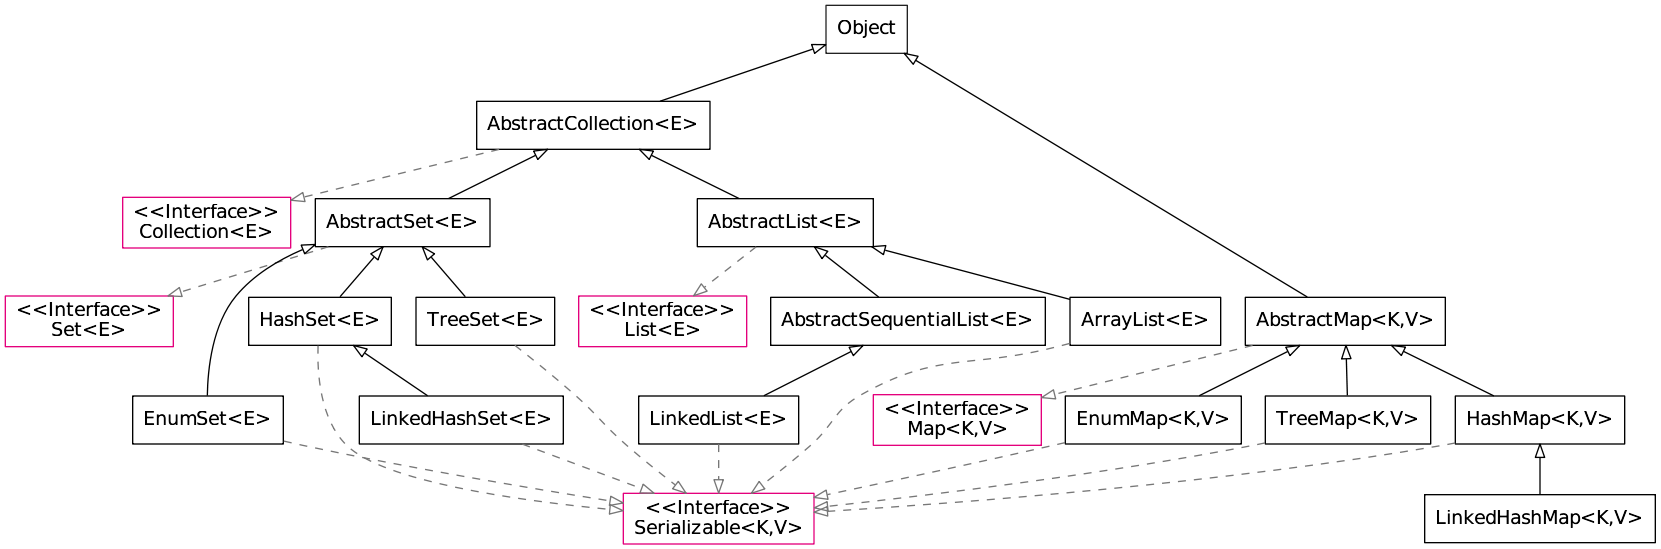 Object
AbstractCollection<E>
<<Interface>>
Collection<E>
AbstractSet<E>
AbstractList<E>
<<Interface>>
Set<E>
HashSet<E>
TreeSet<E>
<<Interface>>
List<E>
AbstractSequentialList<E>
ArrayList<E>
AbstractMap<K,V>
EnumSet<E>
LinkedHashSet<E>
LinkedList<E>
<<Interface>>
Map<K,V>
EnumMap<K,V>
TreeMap<K,V>
HashMap<K,V>
<<Interface>>
Serializable<K,V>
LinkedHashMap<K,V>